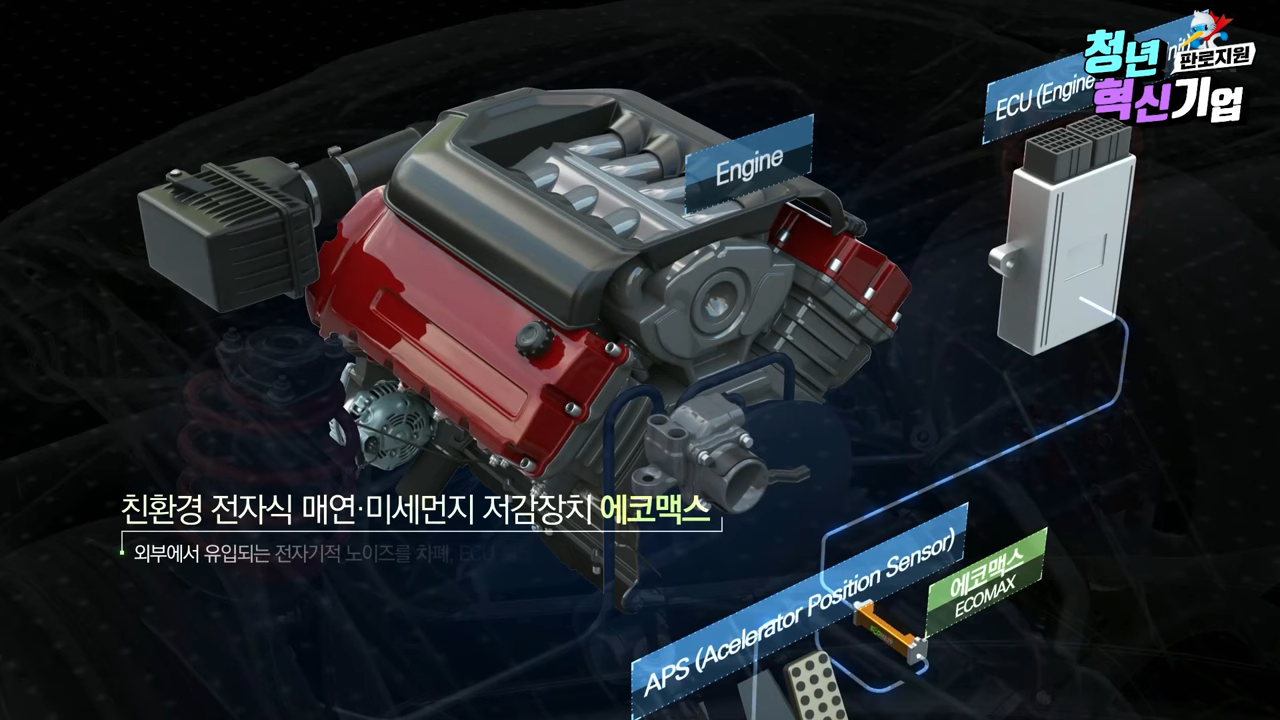 청년
판로지원
혁신기업
ECU (Engine
Engine
친환경 전자식 매연·미세먼지 저감장치 에코맥스
외부에서 유입되는 전자기적 노이즈를 차폐, ECU
APS (Acelerator Position Sensor)
에코맥스
ECOMAX